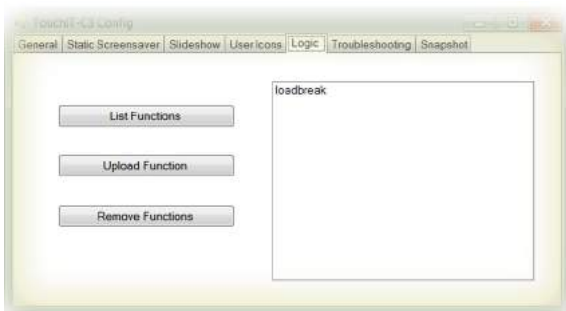 TouchIT-C3 Config
General Static Screensaver Slideshow User Icons Logic Troubleshooting Snapshot
List Functions
loadbreak
Upload Function
Remove Functions